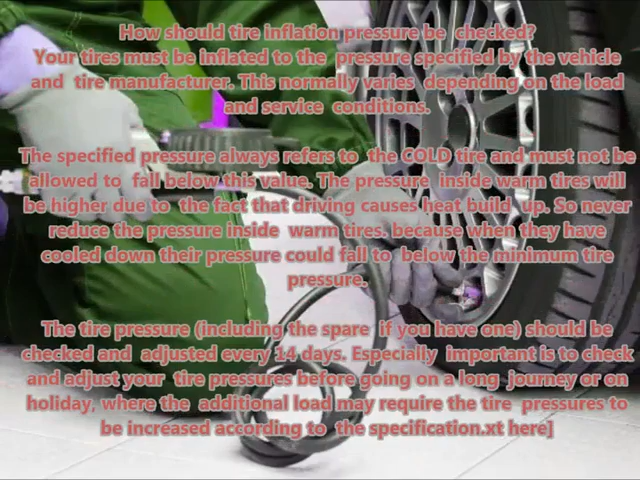 How should tire inflation pressure be checked?
Your tires must be inflated to the pressure specified by the vehicle
and tire manufacturer. This normally varies depending on the load
and service conditions.
The specified pressure always refers to the COLD tire and must not be
allowed to fall below this value. The pressure inside warm tires will
be higher due to the fact that driving causes heat build up. So never
reduce the pressure inside warm tires. because when they have
cooled down their pressure could fall to below the minimum tire
pressure.
The tire pressure (including the spare if you have one) should be
checked and adjusted every 14 days. Especially important is to check
and adjust your tire pressures before going on a long journey or on
holiday, where the additional load may require the tire pressures to
be increased according to the specification.xt here]